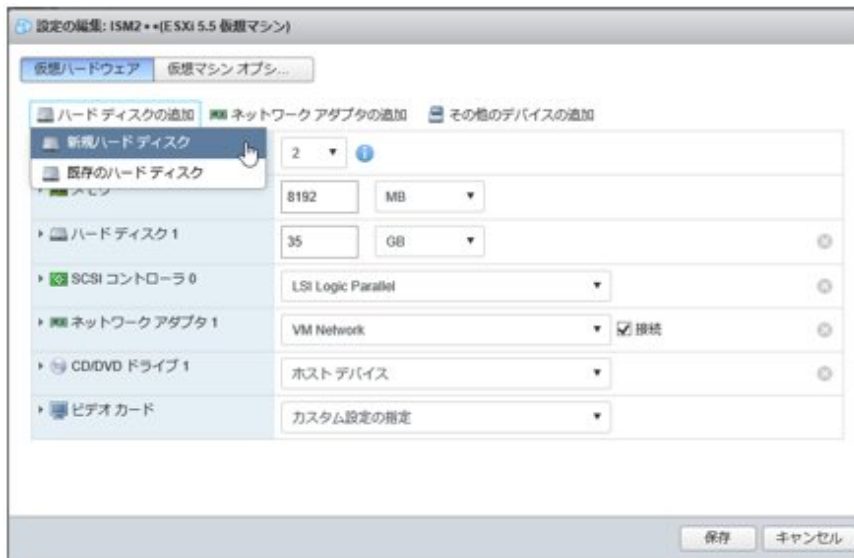 設定の編集: ISM2••(ESXi 5.5 仮想マシン)
仮想ハードウェア 仮想マシン オプシ...
ハード ディスクの追加 ネットワーク アダプタの追加 その他のデバイスの追加
新規ハード ディスク
2
既存のハード ディスク
メモリ
8192 MB
ハード ディスク 1
35 GB
SCSI コントローラ 0
LSI Logic Parallel
ネットワーク アダプタ 1
VM Network 接続
CD/DVD ドライブ 1
ホスト デバイス
ビデオ カード
カスタム設定の指定
保存 キャンセル